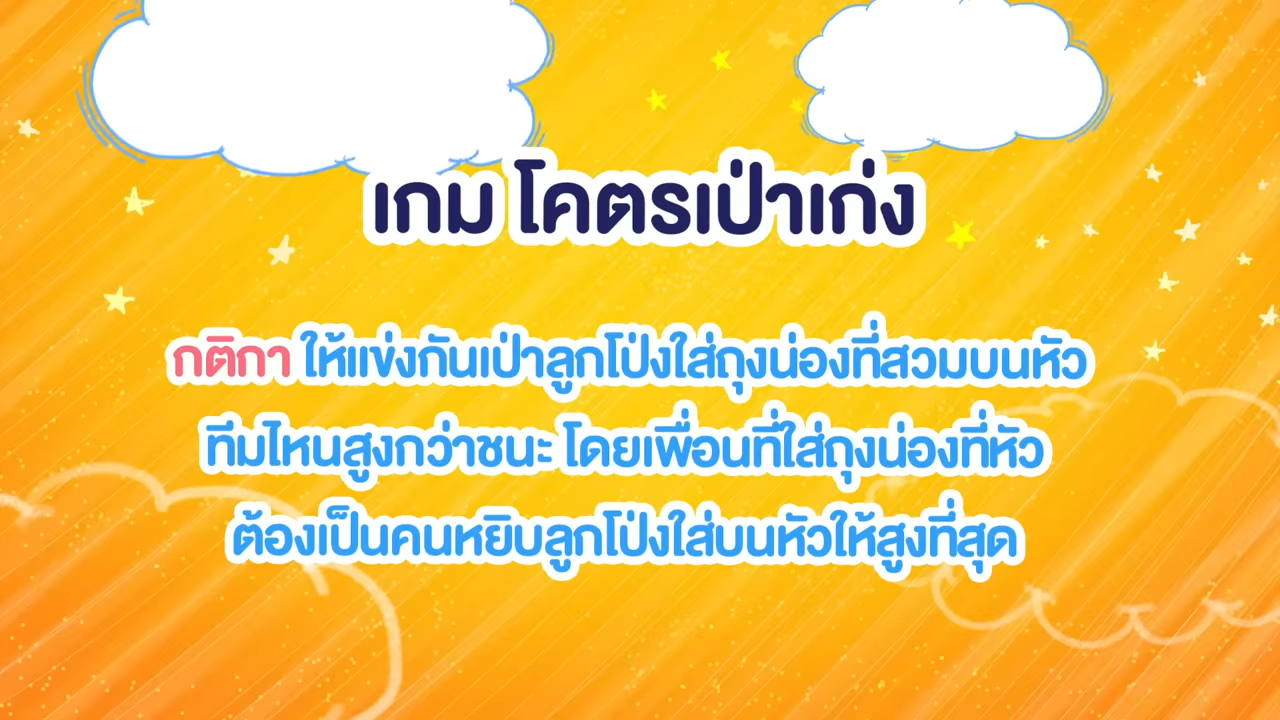 เกม โคตรเป่าเก่ง
กติกา ให้แข่งกันเป่าลูกโป่งใส่ถุงน่องที่สวมบนหัว
ทีมไหนสูงกว่าชนะ โดยเพื่อนที่ใส่ถุงน่องที่หัว
ต้องเป็นคนหยิบลูกโป่งใส่บนหัวให้สูงที่สุด